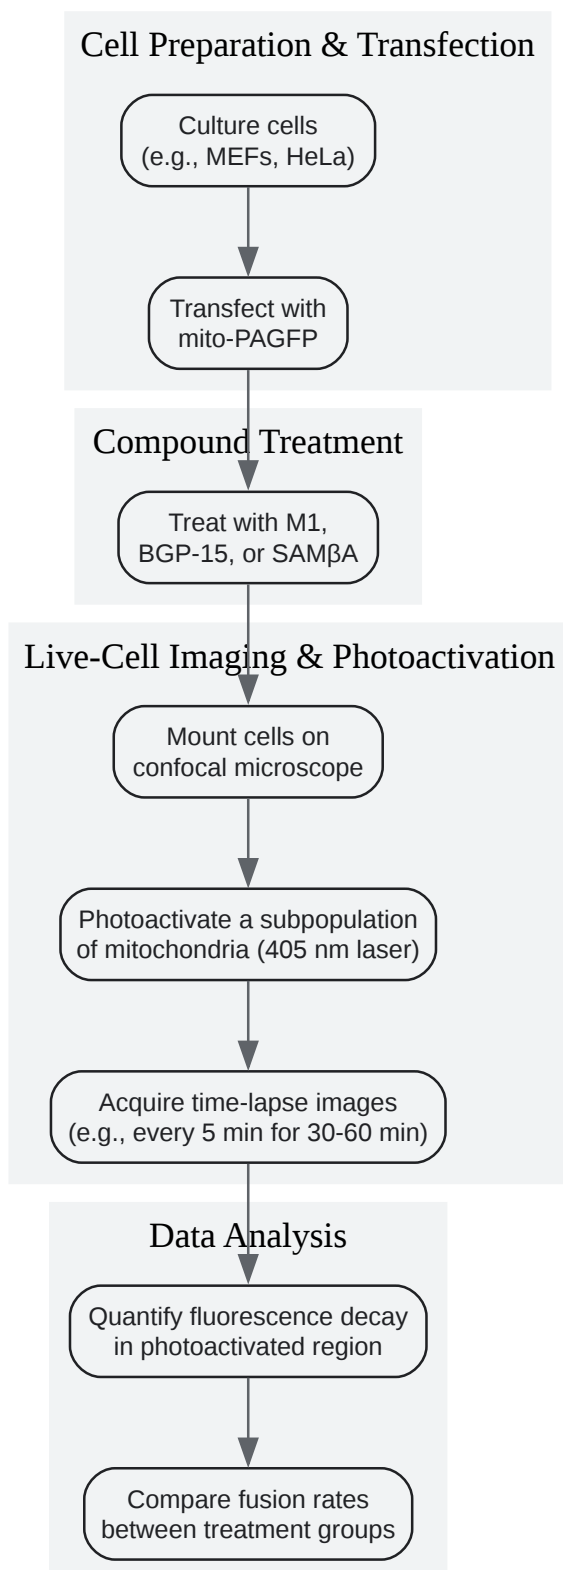 Cell Preparation & Transfection
Culture cells
(e.g., MEFs, HeLa)
Transfect with
mito-PAGFP
Compound Treatment
Treat with M1,
BGP-15, or SAMβA
Live-Cell Imaging & Photoactivation
Mount cells on
confocal microscope
Photoactivate a subpopulation
of mitochondria (405 nm laser)
Acquire time-lapse images
(e.g., every 5 min for 30-60 min)
Data Analysis
Quantify fluorescence decay
in photoactivated region
Compare fusion rates
between treatment groups